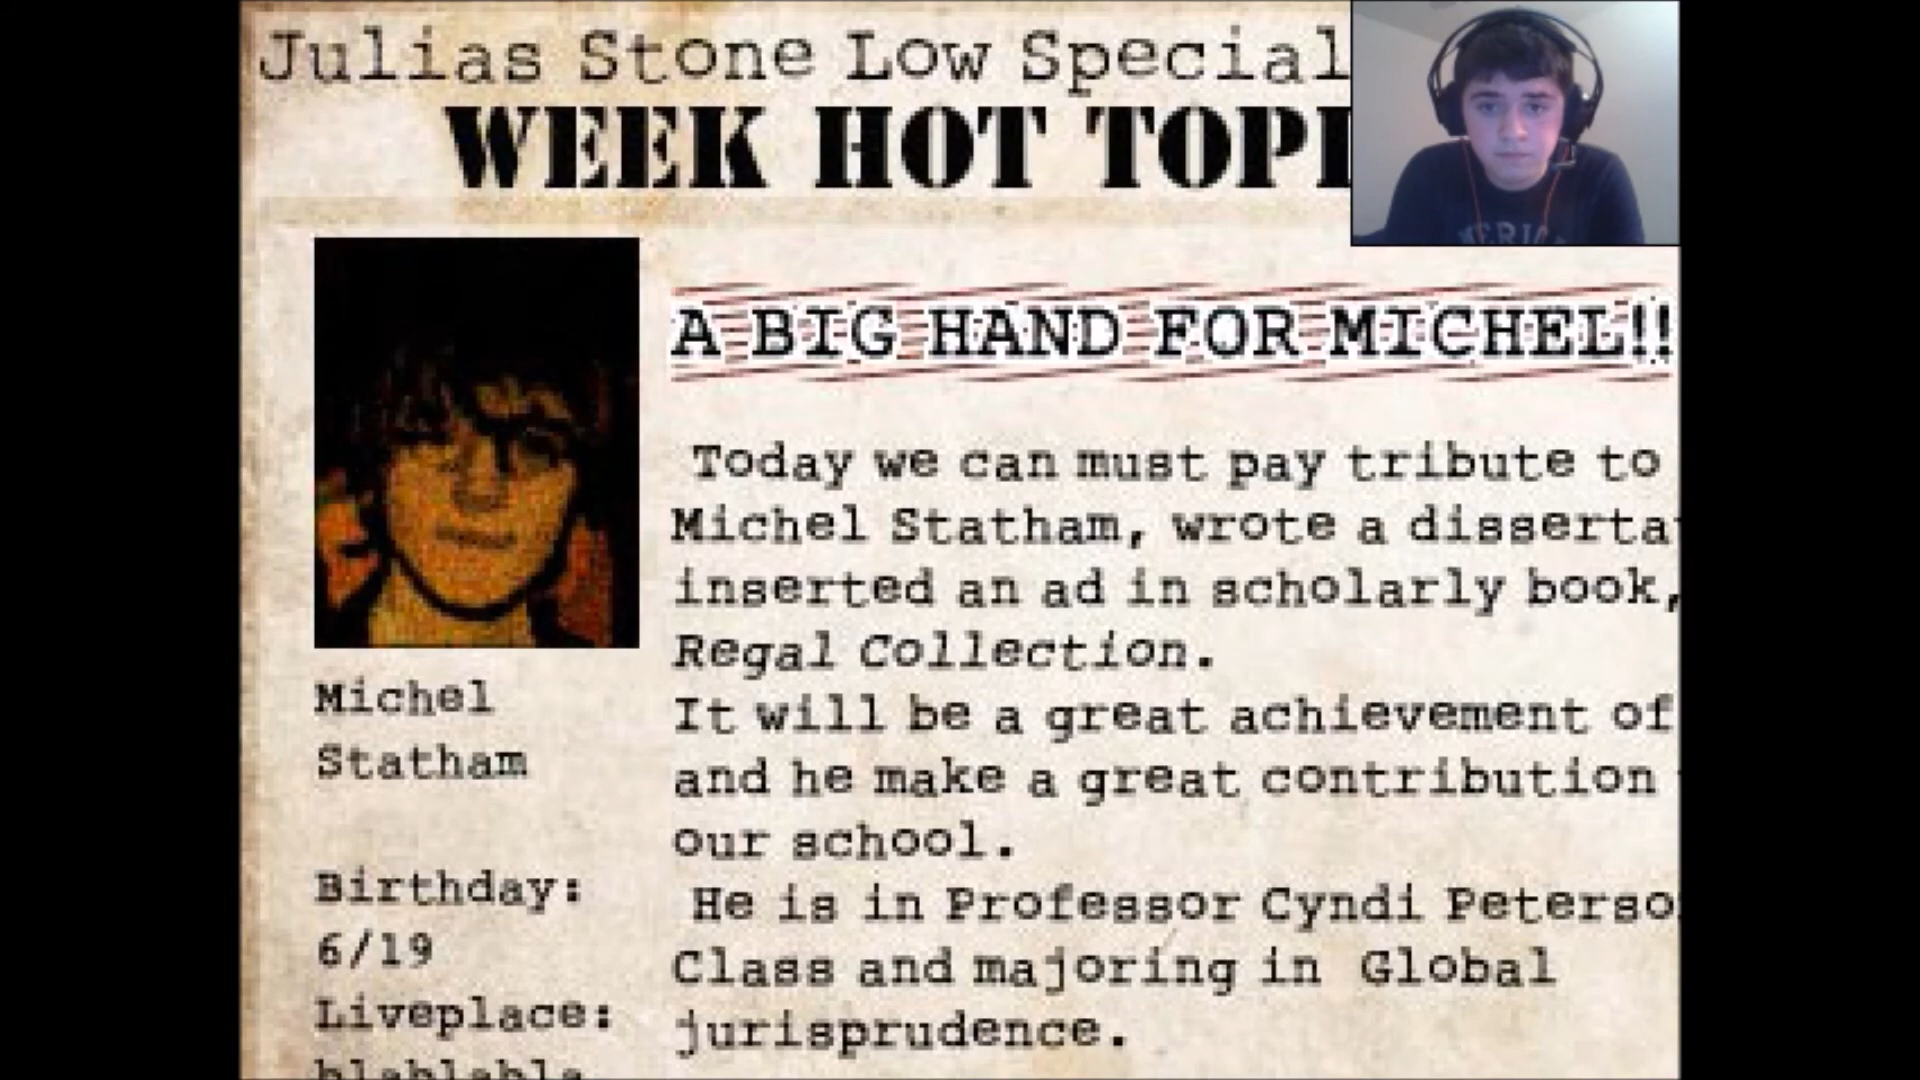 Julias Stone Low Special
WEEK HOT
A BIG HAND FOR MICHEL!!
Today we can must pay tribute to
Michel Statham, wrote a
inserted an ad in scholarly book,
Regal Collection.
It will be a great achievement of
and he make a great contribution
our school.
He is in Professor Cyndi
Class and majoring in Global
jurisprudence.
Michel
Statham
Birthday:
6/19
Liveplace:
blablabla